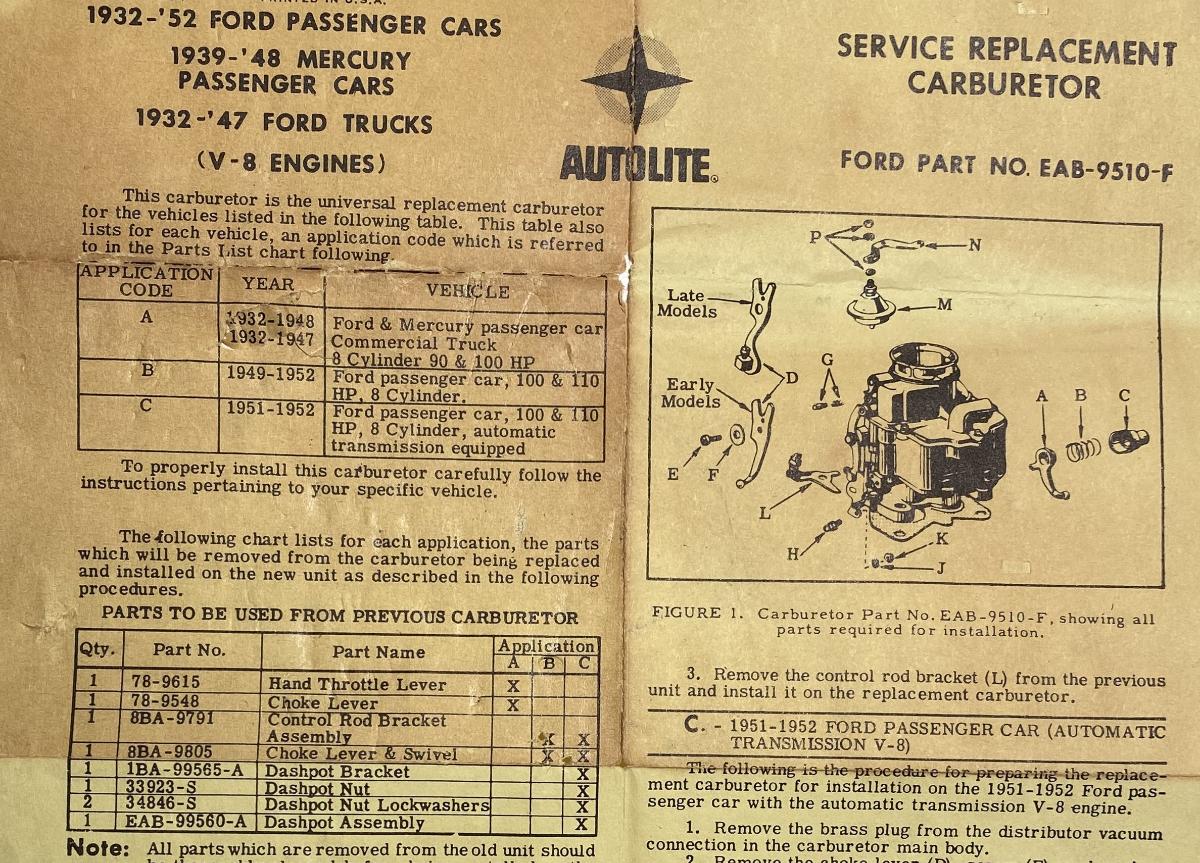 PRINTED IN U.S.A.
1932-'52 FORD PASSENGER CARS
1939-'48 MERCURY
PASSENGER CARS
1932-'47 FORD TRUCKS
(V-8 ENGINES)
AUTOLITE®
SERVICE REPLACEMENT
CARBURETOR
FORD PART NO. EAB-9510-F
This carburetor is the universal replacement carburetor
for the vehicles listed in the following table. This table also
lists for each vehicle, an application code which is referred
to in the Parts List chart following.
APPLICATION CODE YEAR VEHICLE
A 1932-1948 Ford & Mercury passenger car
1932-1947 Commercial Truck
8 Cylinder 90 & 100 HP
B 1949-1952 Ford passenger car, 100 & 110
HP, 8 Cylinder.
C 1951-1952 Ford passenger car, 100 & 110
HP, 8 Cylinder, automatic
transmission equipped
To properly install this carburetor carefully follow the
instructions pertaining to your specific vehicle.
The following chart lists for each application, the parts
which will be removed from the carburetor being replaced
and installed on the new unit as described in the following
procedures.
PARTS TO BE USED FROM PREVIOUS CARBURETOR
Qty. Part No. Part Name Application
A B C
1 78-9615 Hand Throttle Lever X
1 78-9548 Choke Lever X
1 8BA-9791 Control Rod Bracket
Assembly X X
1 8BA-9805 Choke Lever & Swivel X X
1 1BA-99565-A Dashpot Bracket X
1 33923-S Dashpot Nut X
2 34846-S Dashpot Nut Lockwashers X
1 EAB-99560-A Dashpot Assembly X
Note: All parts which are removed from the old unit should
P
N
M
Late
Models
D
G
Early
Models
A B C
E F
L
H
K
J
FIGURE 1. Carburetor Part No. EAB-9510-F, showing all
parts required for installation.
3. Remove the control rod bracket (L) from the previous
unit and install it on the replacement carburetor.
C. - 1951-1952 FORD PASSENGER CAR (AUTOMATIC
TRANSMISSION V-8)
The following is the procedure for preparing the replace-
ment carburetor for installation on the 1951-1952 Ford pas-
senger car with the automatic transmission V-8 engine.
1. Remove the brass plug from the distributor vacuum
connection in the carburetor main body.
2. Remove the choke lever (D)